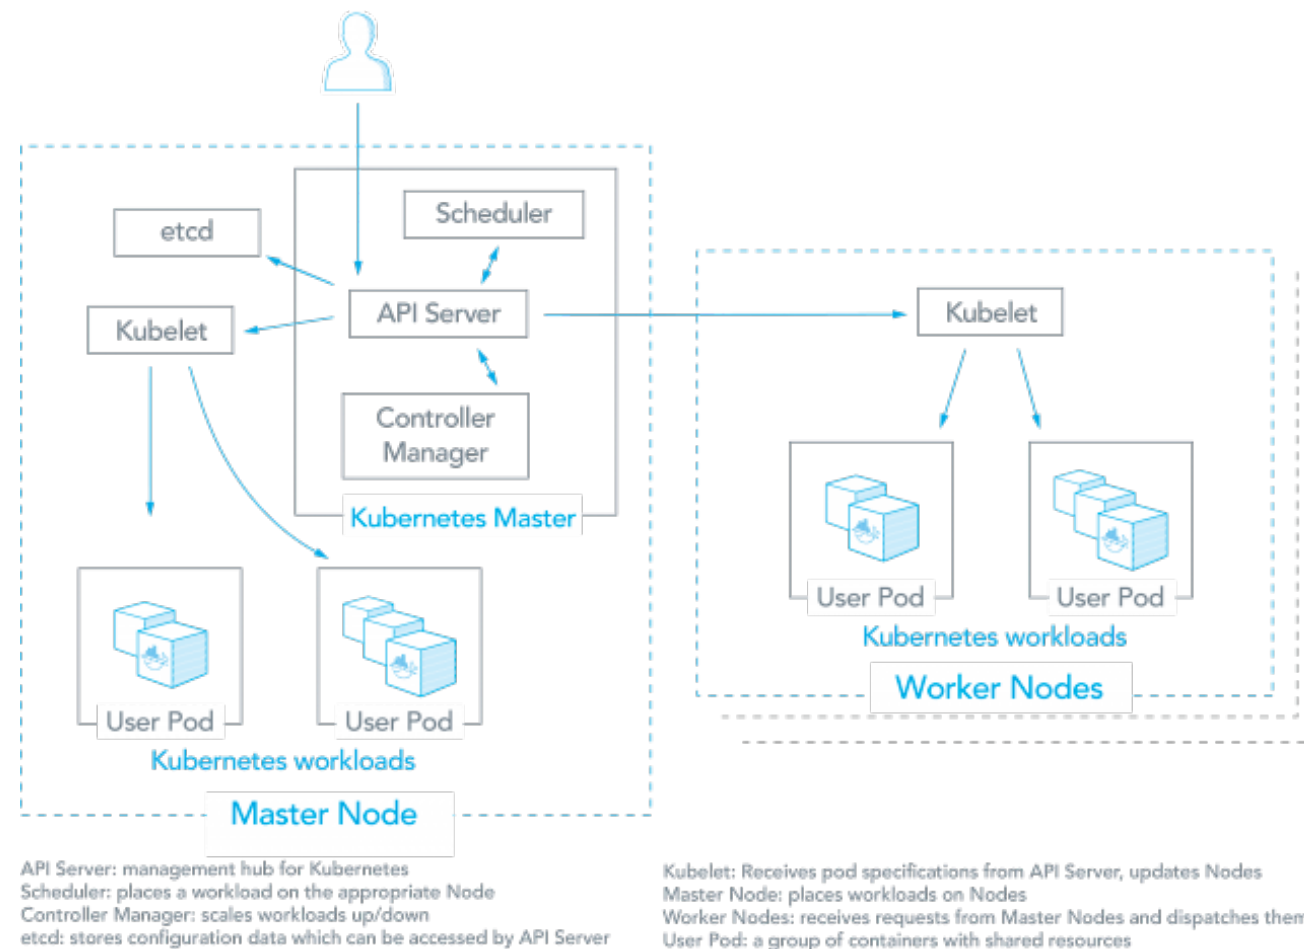 Scheduler
etcd
API Server
Kubelet
Controller
Manager
Kubernetes Master
User Pod
User Pod
Kubernetes workloads
Master Node
Kubelet
User Pod
User Pod
Kubernetes workloads
Worker Nodes
API Server: management hub for Kubernetes
Scheduler: places a workload on the appropriate Node
Controller Manager: scales workloads up/down
etcd: stores configuration data which can be accessed by API Server
Kubelet: Receives pod specifications from API Server, updates Nodes
Master Node: places workloads on Nodes
Worker Nodes: receives requests from Master Nodes and dispatches them
User Pod: a group of containers with shared resources